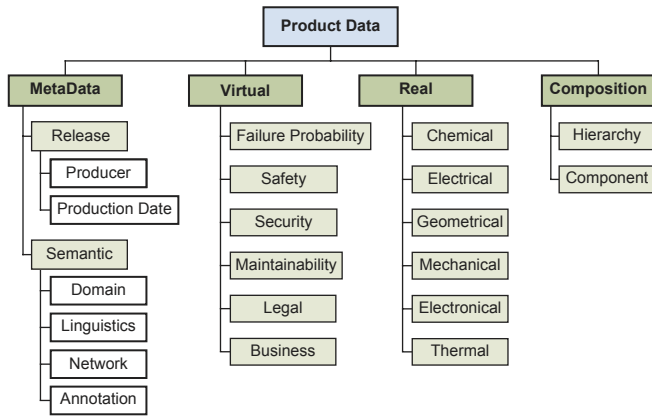 Product Data
MetaData
Virtual
Real
Composition
Release
Producer
Production Date
Semantic
Domain
Linguistics
Network
Annotation
Failure Probability
Safety
Security
Maintainability
Legal
Business
Chemical
Electrical
Geometrical
Mechanical
Electronical
Thermal
Hierarchy
Component